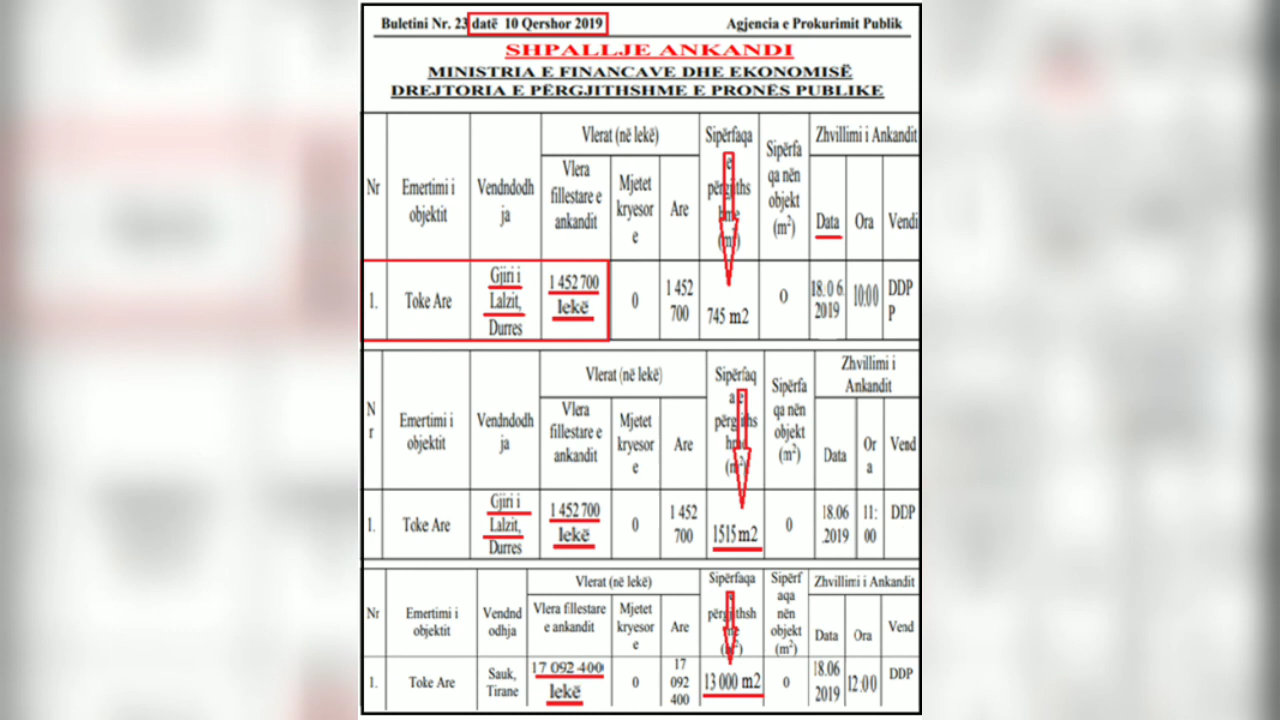 Buletini Nr. 23 datë 10 Qershor 2019 Agjencia e Prokurimit Publik
SHPALLJE ANKANDI
MINISTRIA E FINANCAVE DHE EKONOMISË
DREJTORIA E PËRGJITHSHME E PRONËS PUBLIKE
Nr
Emertimi i
objektit
Vendndodh
ja
Vlerat (në lekë)
Vlera
fillestare e
ankandit
Mjetet
kryesor
e
Are
Sipërfaqa
e
përgjiths
hme
(m²)
Sipërfa
qa nën
objekt
(m²)
Zhvillimi i Ankandit
Data
Ora
Vendi
1.
Toke Are
Gjiri i
Lalzit,
Durres
1 452 700
lekë
0
1 452
700
745 m2
0
18.06
2019
10:00
DDP
P
N
r
Emertimi i
objektit
Vendndodh
ja
Vlerat (në lekë)
Vlera
fillestare e
ankandit
Mjetet
kryesor
e
Are
Sipërfaq
a e
përgjiths
hme
(m²)
Sipërfa
qa nën
objekt
(m²)
Zhvillimi i
Ankandit
Data
Or
a
Vend
1.
Toke Are
Gjiri i
Lalzit,
Durres
1 452 700
lekë
0
1 452
700
1515 m2
0
18.06
.2019
11:
00
DDP
Nr
Emertimi i
objektit
Vendnd
odhja
Vlerat (në lekë)
Vlera fillestare
e ankandit
Mjetet
kryesor
e
Are
Sipërfaqa
e
përgjithsh
me
(m²)
Sipërf
aqa
nën
objekt
(m²)
Zhvillimi i Ankandit
Data
Ora
Vend
1.
Toke Are
Sauk,
Tirane
17 092 400
lekë
0
17
092
400
13 000 m2
0
18.06
2019
12:00
DDP